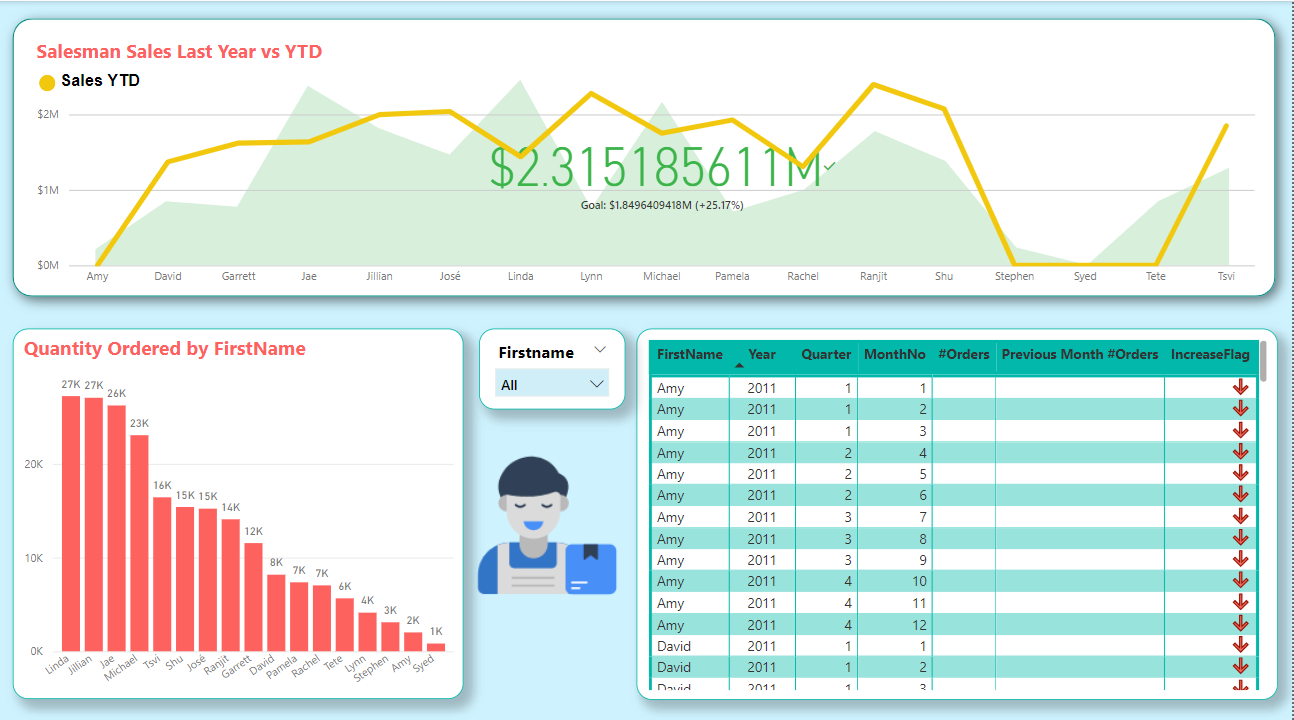 Salesman Sales Last Year vs YTD
Sales YTD
$2M
$1M
$0M
$2.315185611M
Goal: $1.8496409418M (+25.17%)
Amy David Garrett Jae Jillian José Linda Lynn Michael Pamela Rachel Ranjit Shu Stephen Syed Tete Tsvi
Quantity Ordered by FirstName
27K 27K 26K 23K 16K 15K 15K 14K 12K 8K 7K 7K 6K 4K 3K 2K 1K
20K
10K
0K
Linda Jillian Jae Michael Tsvi Shu José Ranjit Garrett David Pamela Rachel Tete Lynn Stephen Amy Syed
Firstname
All
FirstName Year Quarter MonthNo #Orders Previous Month #Orders IncreaseFlag
Amy 2011 1 1
Amy 2011 1 2
Amy 2011 1 3
Amy 2011 2 4
Amy 2011 2 5
Amy 2011 2 6
Amy 2011 3 7
Amy 2011 3 8
Amy 2011 3 9
Amy 2011 4 10
Amy 2011 4 11
Amy 2011 4 12
David 2011 1 1
David 2011 1 2
David 2011 1 3